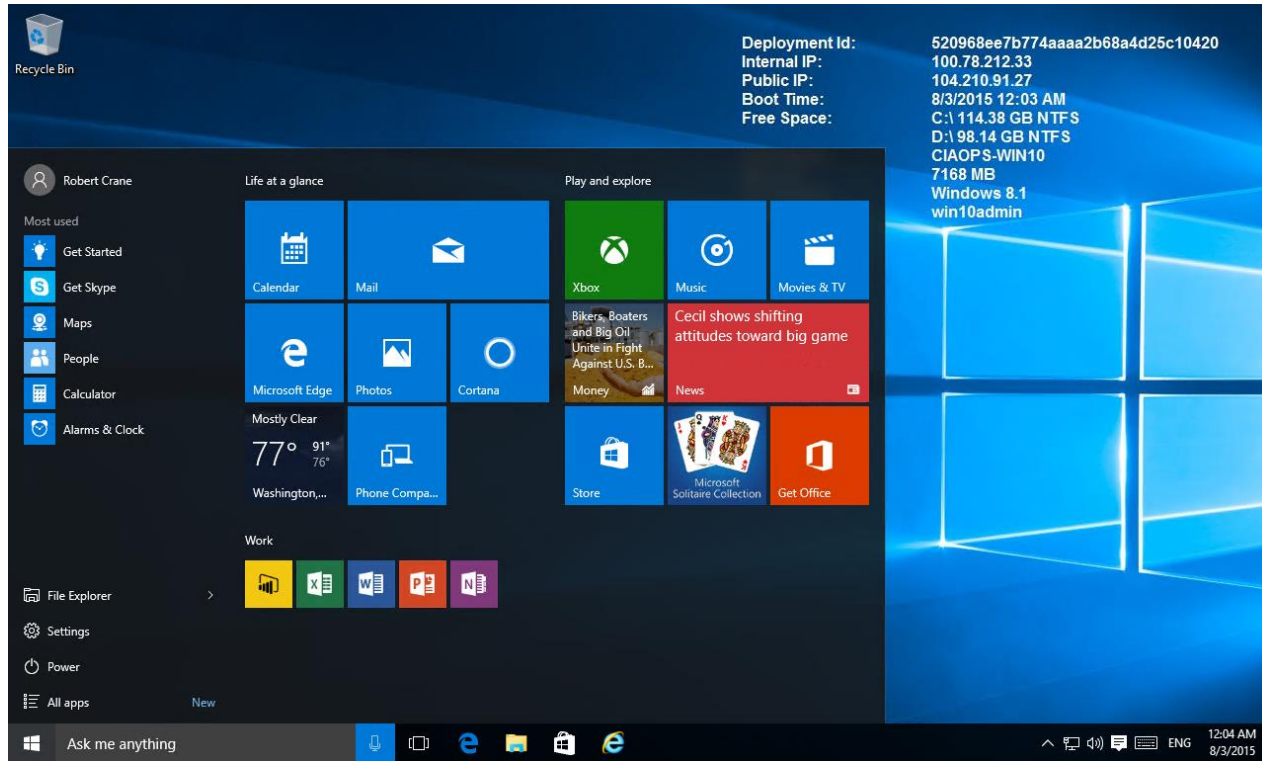 Recycle Bin
Deployment Id: 520968ee7b774aaaa2b68a4d25c10420
Internal IP: 100.78.212.33
Public IP: 104.210.91.27
Boot Time: 8/3/2015 12:03 AM
Free Space: C:\ 114.38 GB NTFS
D:\ 98.14 GB NTFS
CIAOPS-WIN10
7168 MB
Windows 8.1
win10admin
Robert Crane
Most used
Get Started
Get Skype
Maps
People
Calculator
Alarms & Clock
File Explorer
Settings
Power
All apps New
Life at a glance
Calendar
Mail
Microsoft Edge
Photos
Cortana
Mostly Clear
77° 91°
76°
Washington,...
Phone Compa...
Play and explore
Xbox
Music
Movies & TV
Bikers, Boaters
and Big Oil
Unite in Fight
Against U.S. B...
Money
Cecil shows shifting
attitudes toward big game
News
Store
Microsoft
Solitaire Collection
Get Office
Work
Ask me anything
ENG
12:04 AM
8/3/2015